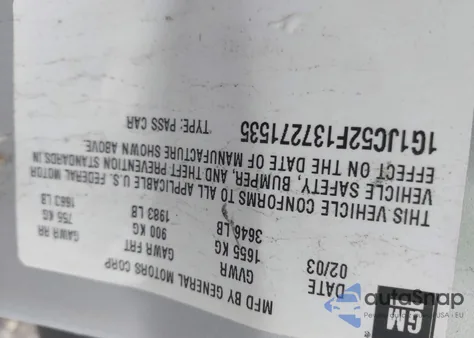 MFD BY GENERAL MOTORS CORP
GM
DATE GVWR GAWR FRT GAWR RR
02/03 1655 KG 900 KG 755 KG
3646 LB 1983 LB 1663 LB
THIS VEHICLE CONFORMS TO ALL APPLICABLE U.S. FEDERAL MOTOR
VEHICLE SAFETY, BUMPER, AND THEFT PREVENTION STANDARDS IN
EFFECT ON THE DATE OF MANUFACTURE SHOWN ABOVE.
1G1JC52F137271535 TYPE: PASS CAR
autoSnap